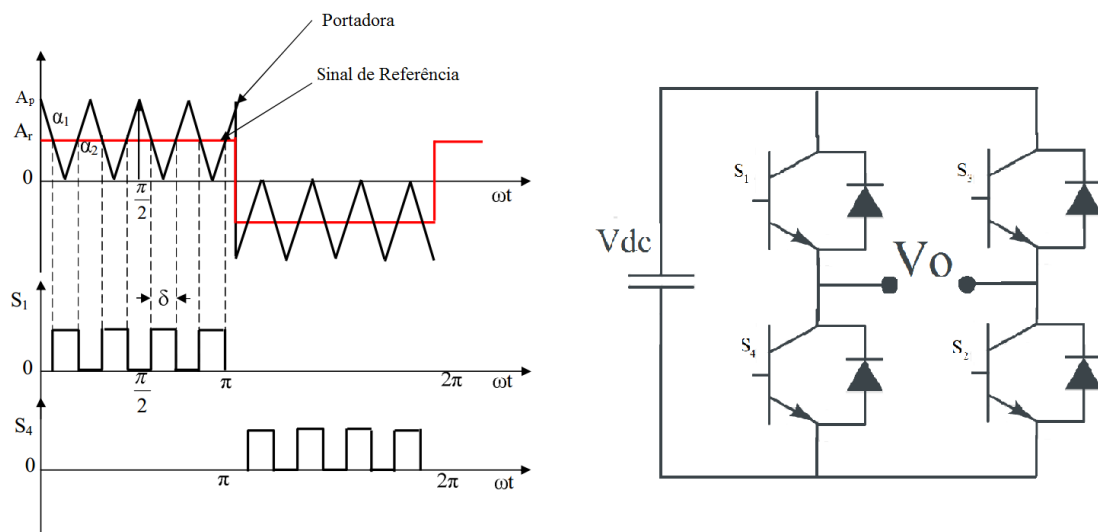 Portadora
Sinal de Referência
Aₚ
α₁
Aᵣ
α₂
0
π/2
ωt
S₁
δ
0
π/2
π
2π
ωt
S₄
0
π
2π
ωt
S₁
S₃
Vdc
Vo
S₄
S₂